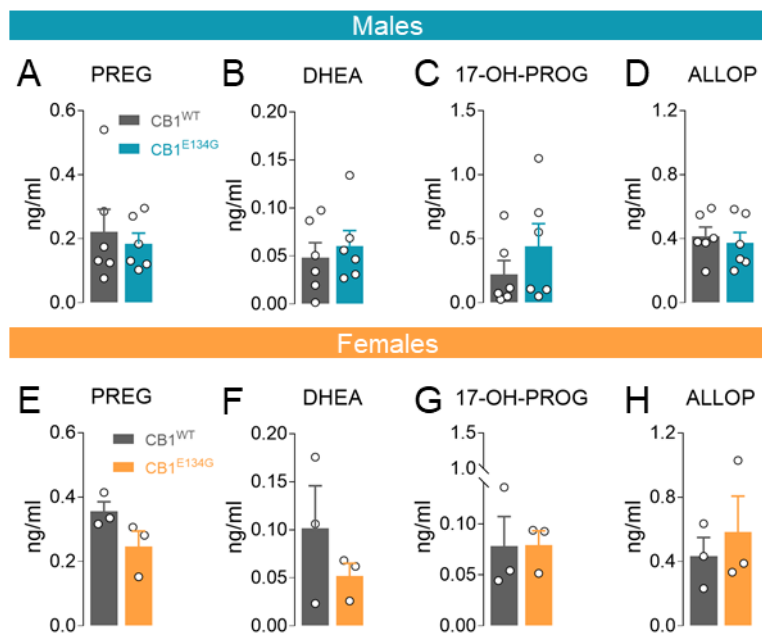 Males
A PREG
B DHEA
C 17-OH-PROG
D ALLOP
ng/ml
0.6
0.4
0.2
0.0
CB1WT
CB1E134G
ng/ml
0.20
0.15
0.10
0.05
0.00
ng/ml
1.5
1.0
0.5
0.0
ng/ml
1.2
0.8
0.4
0.0
Females
E PREG
F DHEA
G 17-OH-PROG
H ALLOP
ng/ml
0.6
0.4
0.2
0.0
CB1WT
CB1E134G
ng/ml
0.20
0.15
0.10
0.05
0.00
ng/ml
1.5
1.0
0.10
0.05
0.00
ng/ml
1.2
0.8
0.4
0.0